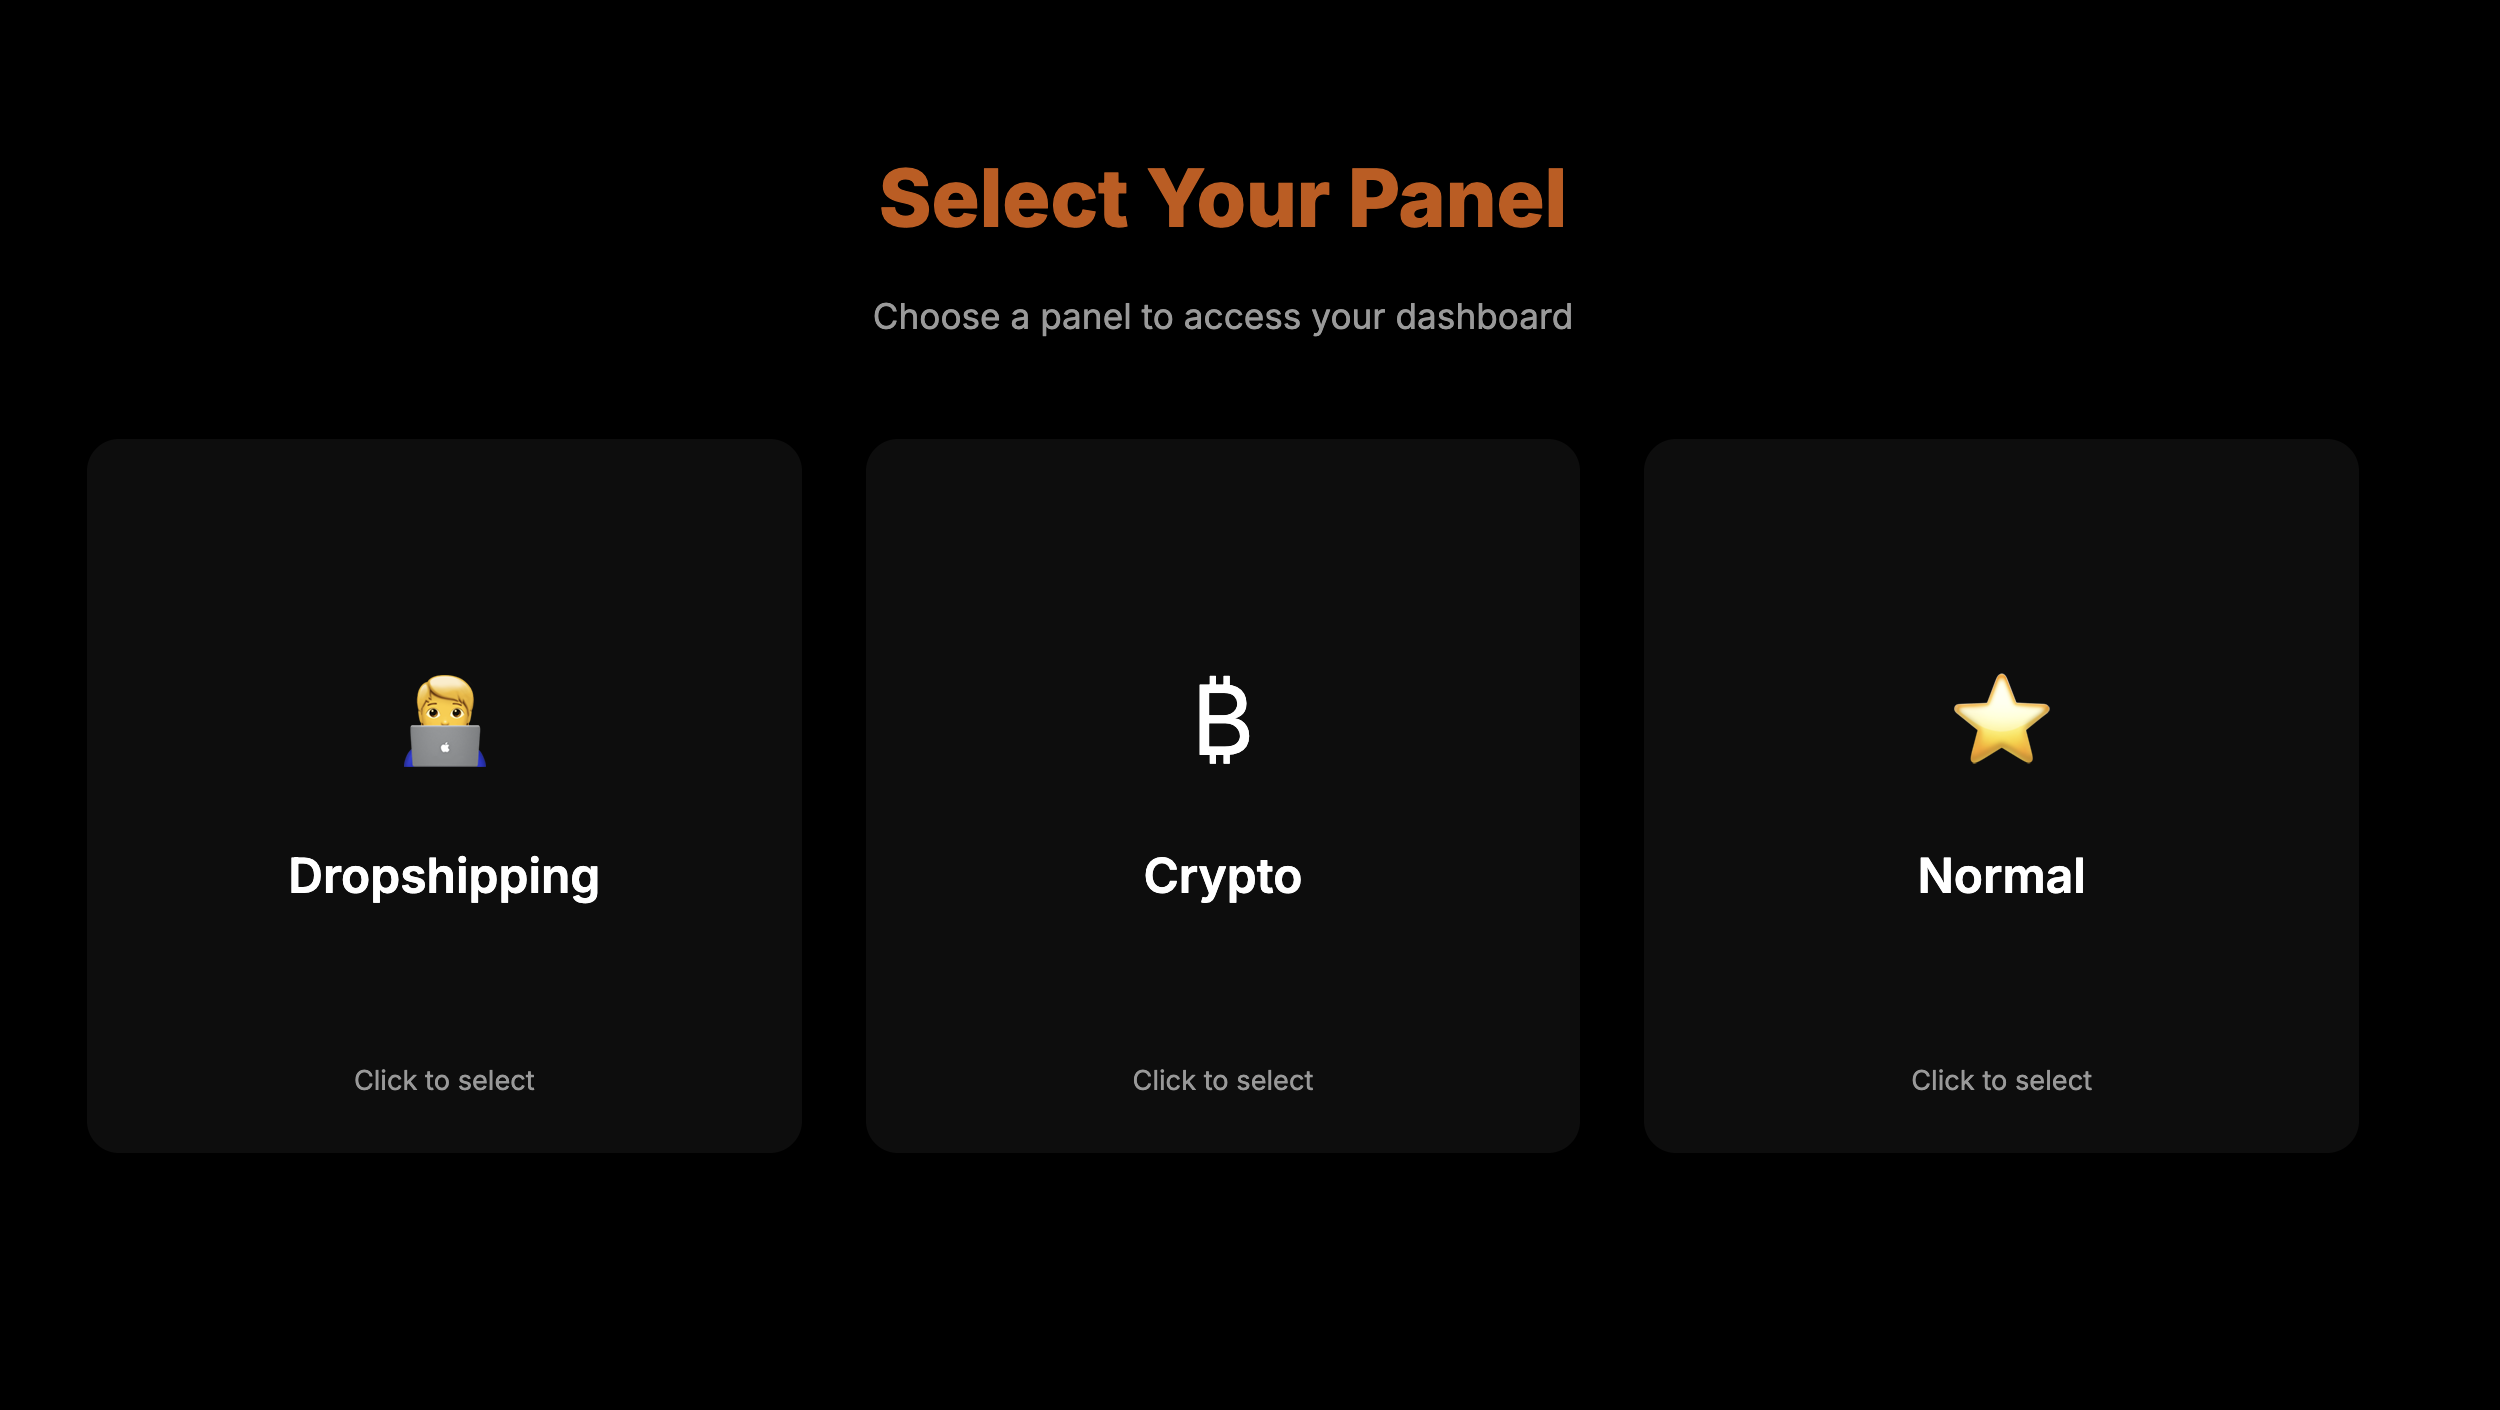 Select Your Panel
Choose a panel to access your dashboard
Dropshipping
Click to select
Crypto
Click to select
Normal
Click to select